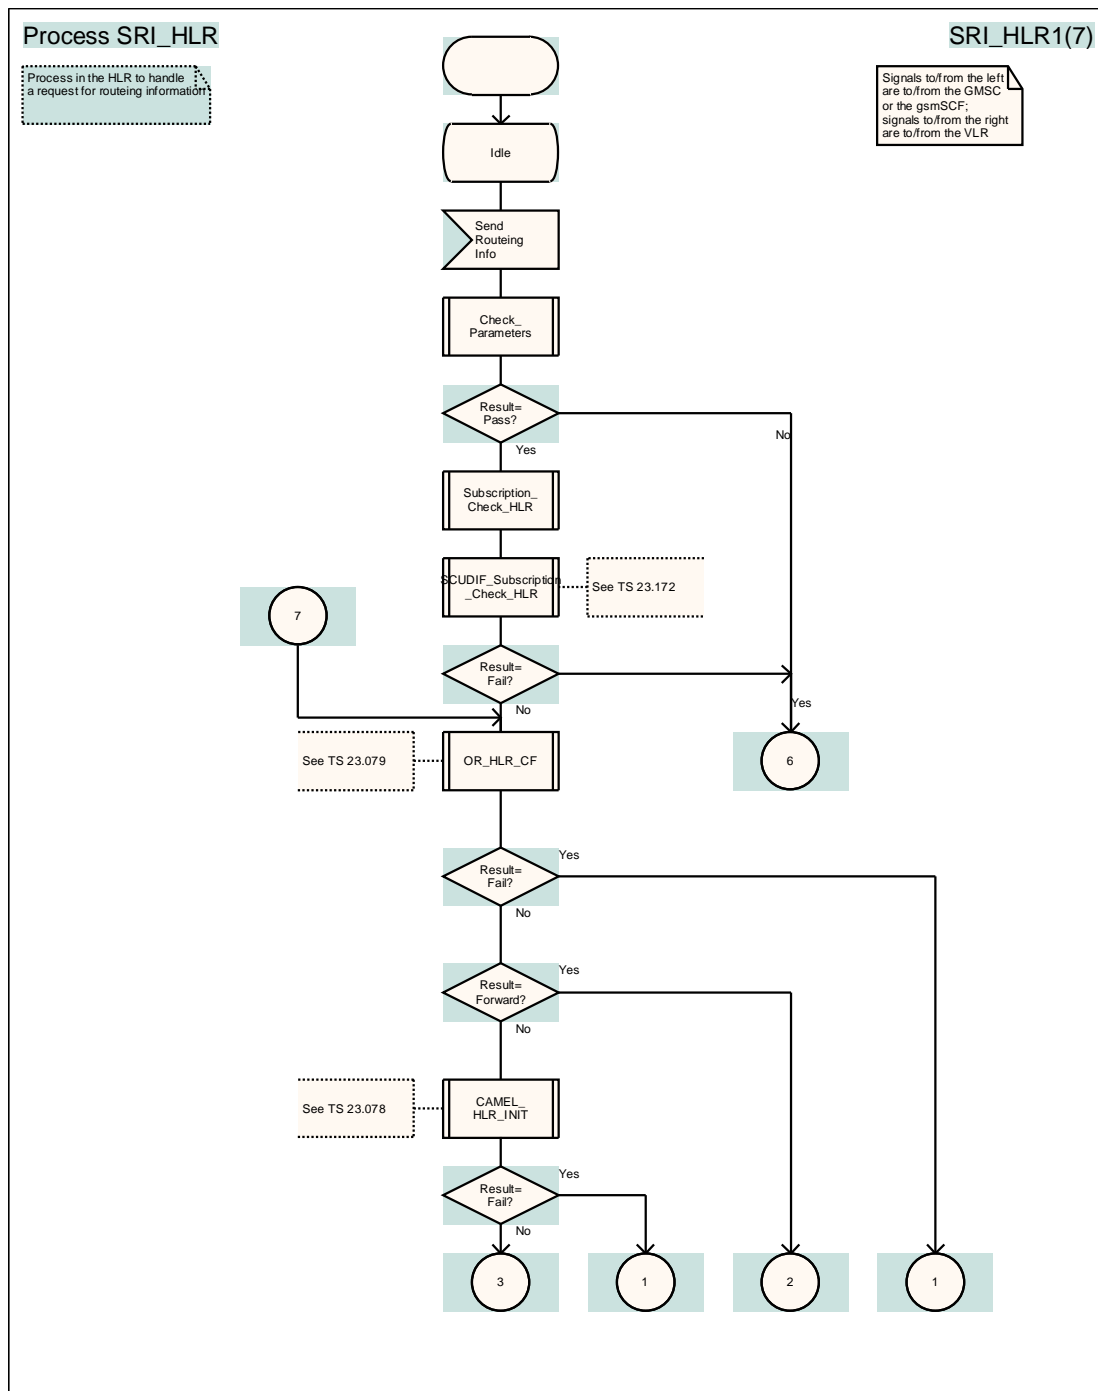 Process SRI_HLR
SRI_HLR1(7)
Process in the HLR to handle
a request for routeing information
Signals to/from the left
are to/from the GMSC
or the gsmSCF;
signals to/from the right
are to/from the VLR
Idle
Send
Routeing
Info
Check_
Parameters
Result=
Pass?
No
Yes
Subscription_
Check_HLR
SCUDIF_Subscription
_Check_HLR
See TS 23.172
7
Result=
Fail?
Yes
No
See TS 23.079
OR_HLR_CF
6
Result=
Fail?
Yes
No
Result=
Forward?
Yes
No
See TS 23.078
CAMEL_
HLR_INIT
Result=
Fail?
Yes
No
3
1
2
1